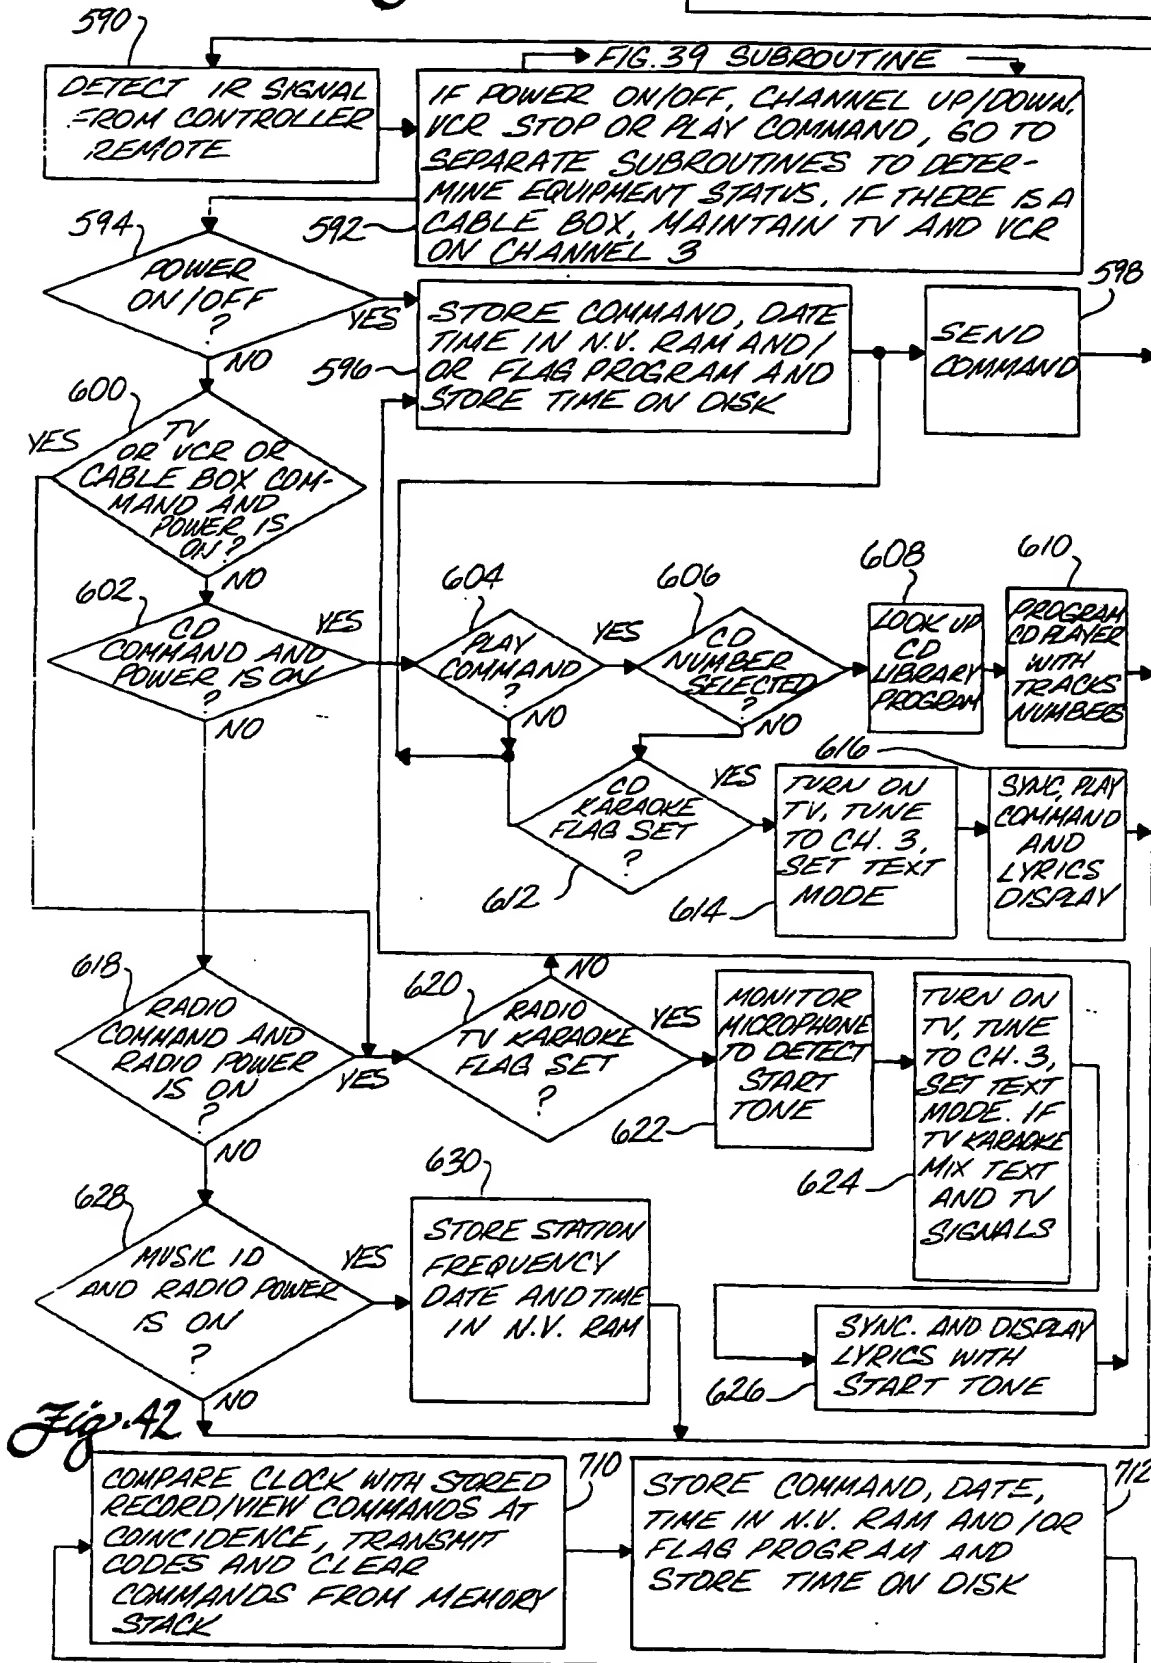 590
FIG. 39 SUBROUTINE
DETECT IR SIGNAL
FROM CONTROLLER
REMOTE
IF POWER ON/OFF, CHANNEL UP/DOWN,
VCR STOP OR PLAY COMMAND, GO TO
SEPARATE SUBROUTINES TO DETER-
MINE EQUIPMENT STATUS. IF THERE IS A
CABLE BOX, MAINTAIN TV AND VCR
ON CHANNEL 3
592
594
POWER
ON/OFF
?
YES
NO
596
STORE COMMAND, DATE
TIME IN N.V. RAM AND/
OR FLAG PROGRAM AND
STORE TIME ON DISK
598
SEND
COMMAND
600
YES
TV
OR VCR OR
CABLE BOX COM-
MAND AND
POWER IS
ON?
NO
602
CD
COMMAND AND
POWER IS ON
?
YES
NO
604
PLAY
COMMAND
?
YES
NO
606
CD
NUMBER
SELECTED
?
NO
608
LOOK UP
CD
LIBRARY
PROGRAM
610
PROGRAM
CD PLAYER
WITH
TRACKS
NUMBERS
612
CD
KARAOKE
FLAG SET
?
YES
614
TURN ON
TV, TUNE
TO CH. 3,
SET TEXT
MODE
616
SYNC, PLAY
COMMAND
AND
LYRICS
DISPLAY
618
RADIO
COMMAND AND
RADIO POWER
IS ON
?
YES
NO
620
NO
RADIO
TV KARAOKE
FLAG SET
?
YES
622
MONITOR
MICROPHONE
TO DETECT
START
TONE
624
TURN ON
TV, TUNE
TO CH. 3,
SET TEXT
MODE. IF
TV KARAOKE
MIX TEXT
AND TV
SIGNALS
626
SYNC. AND DISPLAY
LYRICS WITH
START TONE
628
MUSIC ID
AND RADIO POWER
IS ON
?
YES
NO
630
STORE STATION
FREQUENCY
DATE AND TIME
IN N.V. RAM
Fig. 42
710
COMPARE CLOCK WITH STORED
RECORD/VIEW COMMANDS AT
COINCIDENCE, TRANSMIT
CODES AND CLEAR
COMMANDS FROM MEMORY
STACK
712
STORE COMMAND, DATE,
TIME IN N.V. RAM AND/OR
FLAG PROGRAM AND
STORE TIME ON DISK